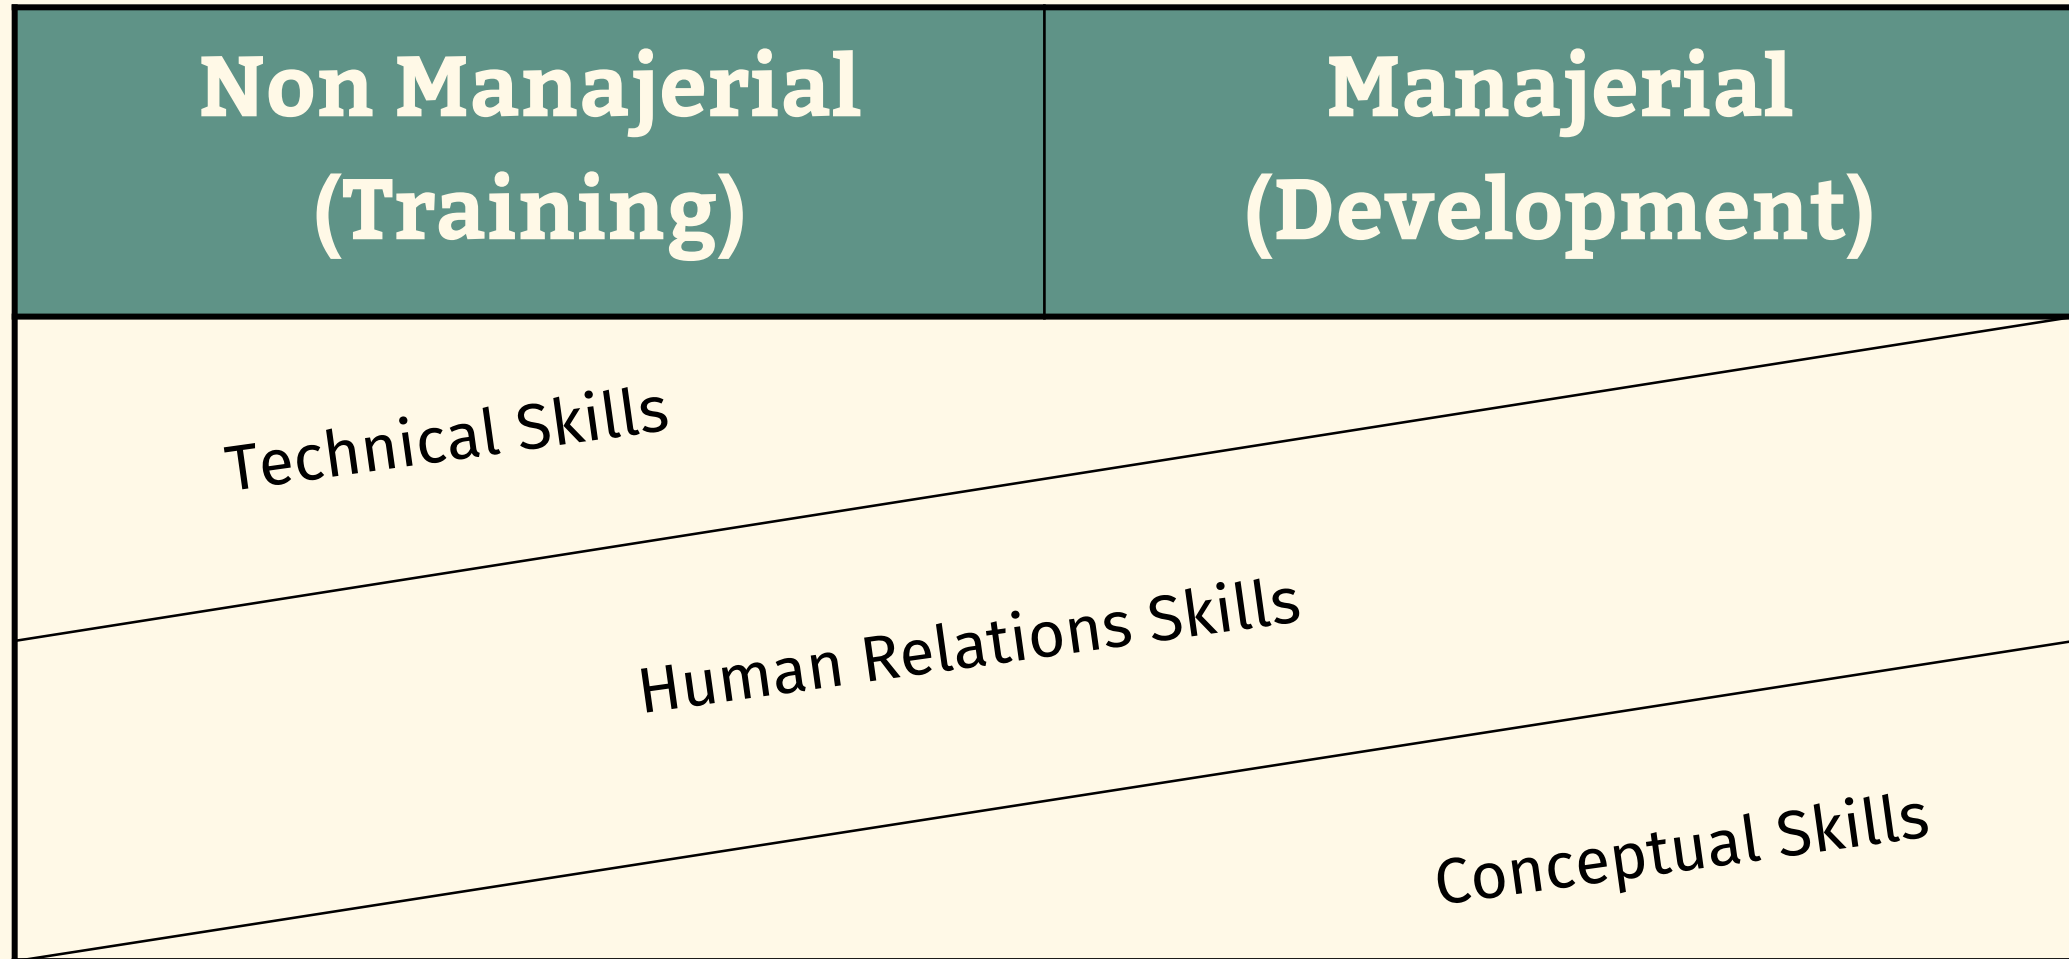 Non Manajerial
(Training)
Manajerial
(Development)
Technical Skills
Human Relations Skills
Conceptual Skills